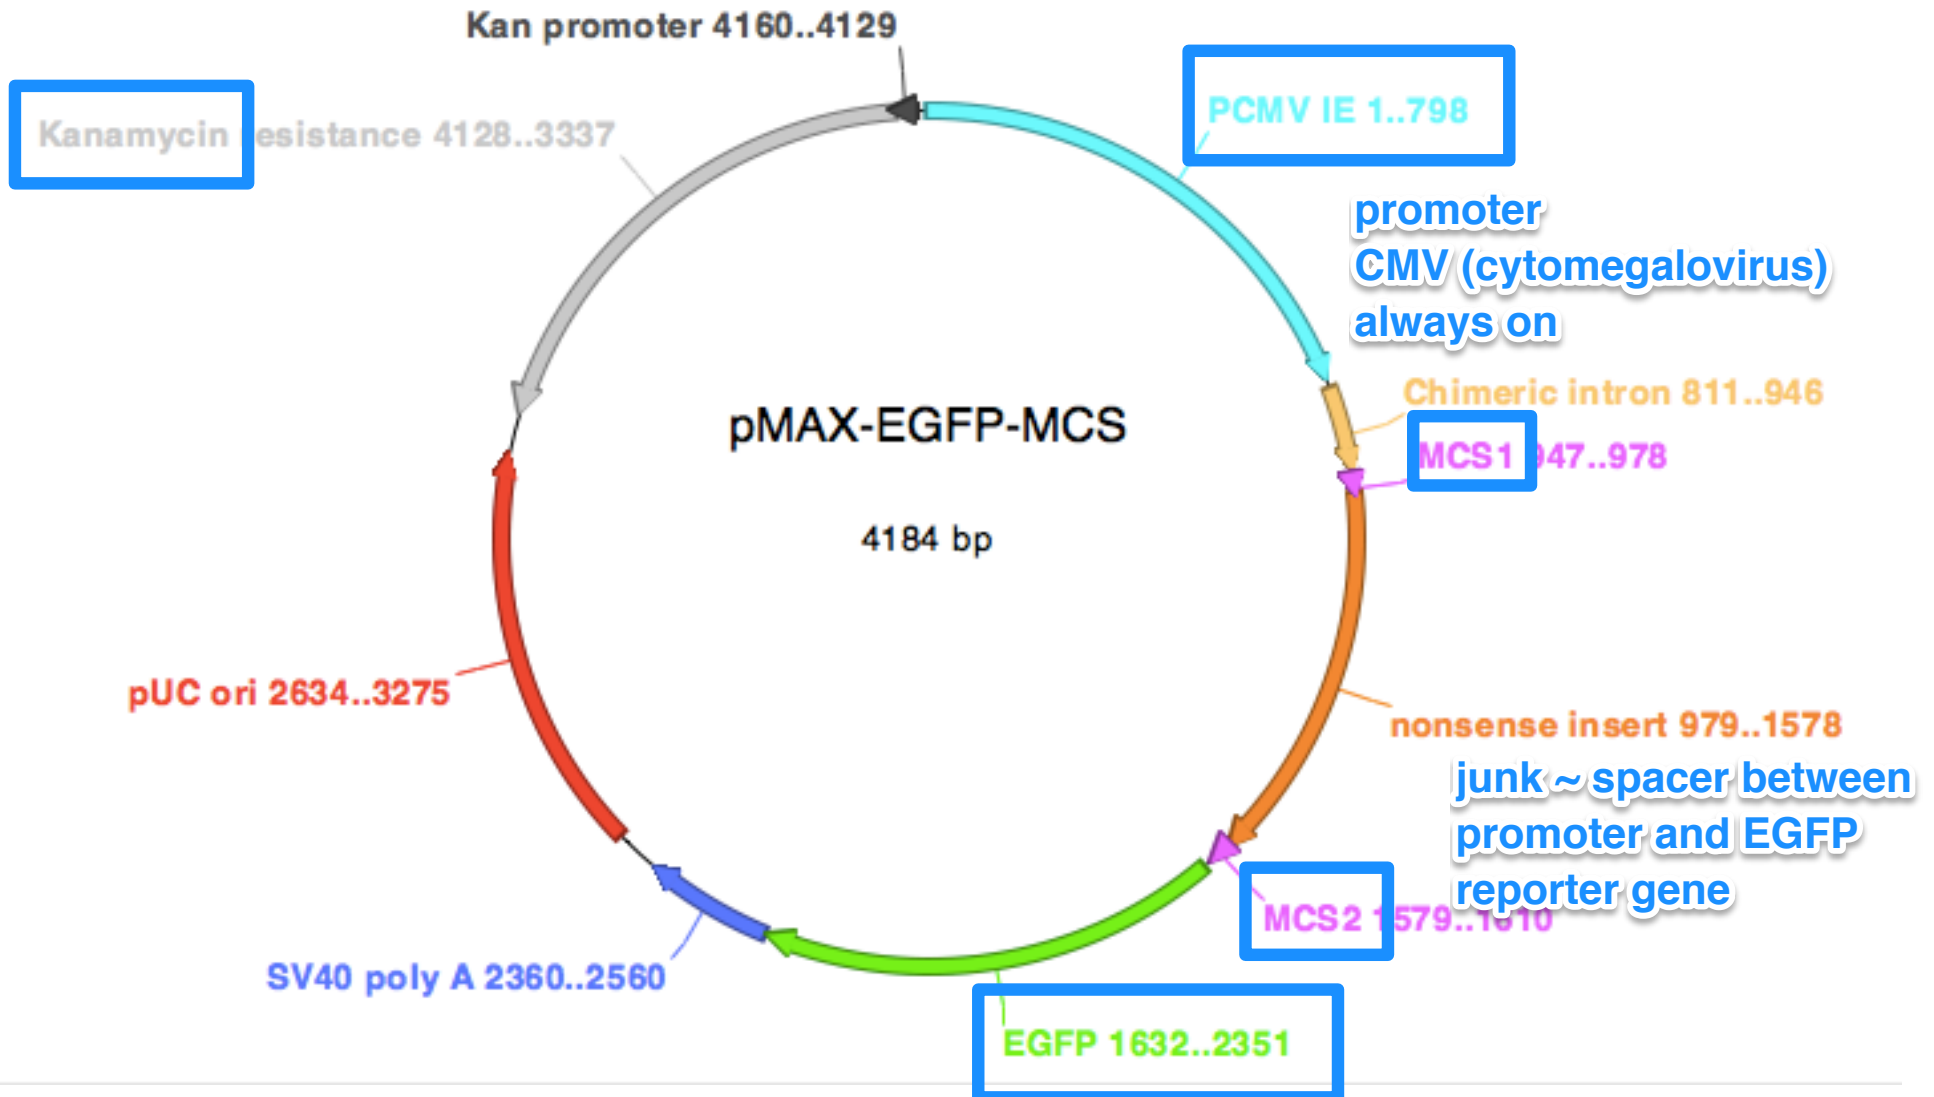 Kan promoter 4160..4129
PCMV IE 1..798
Kanamycin resistance 4128..3337
promoter
CMV (cytomegalovirus)
always on
Chimeric intron 811..946
pMAX-EGFP-MCS
MCS1 947..978
4184 bp
pUC ori 2634..3275
nonsense insert 979..1578
junk ~ spacer between
promoter and EGFP
reporter gene
MCS2 1579..1610
SV40 poly A 2360..2560
EGFP 1632..2351